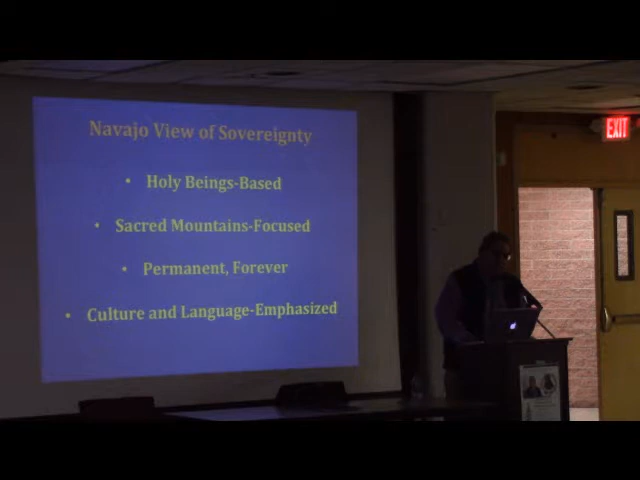 Navajo View of Sovereignty
• Holy Beings-Based
• Sacred Mountains-Focused
• Permanent, Forever
• Culture and Language-Emphasized
EXIT